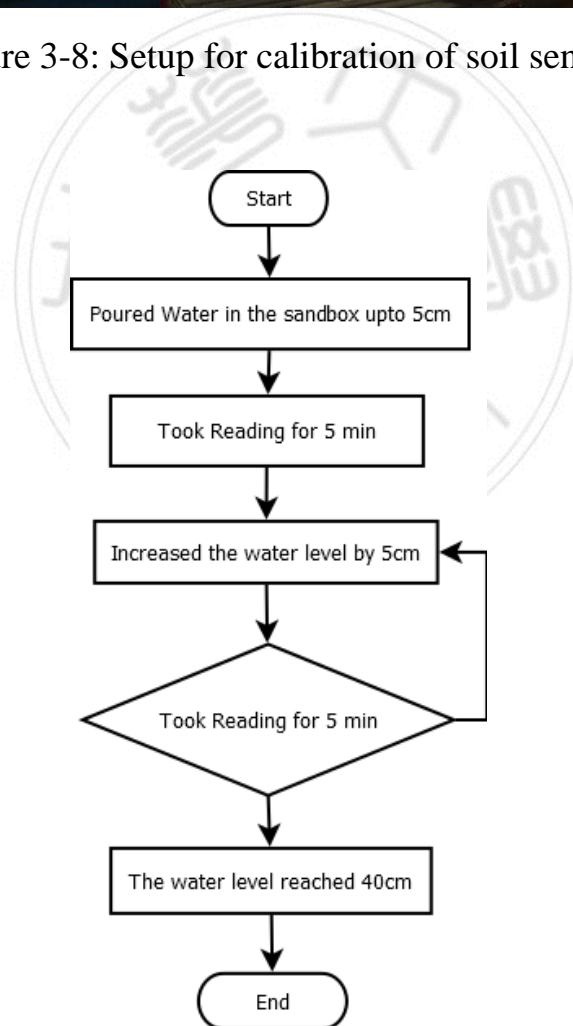 re 3-8: Setup for calibration of soil sen
Start
Poured Water in the sandbox upto 5cm
Took Reading for 5 min
Increased the water level by 5cm
Took Reading for 5 min
The water level reached 40cm
End